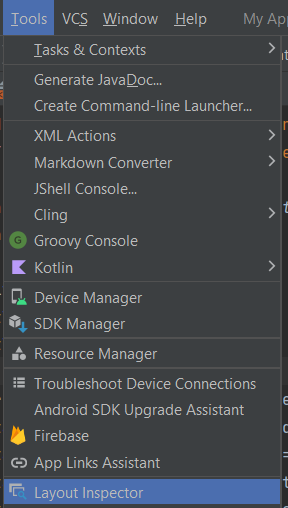 Tools VCS Window Help My App
Tasks & Contexts
Generate JavaDoc...
Create Command-line Launcher...
XML Actions
Markdown Converter
JShell Console...
Cling
G Groovy Console
Kotlin
Device Manager
SDK Manager
Resource Manager
Troubleshoot Device Connections
Android SDK Upgrade Assistant
Firebase
App Links Assistant
Layout Inspector